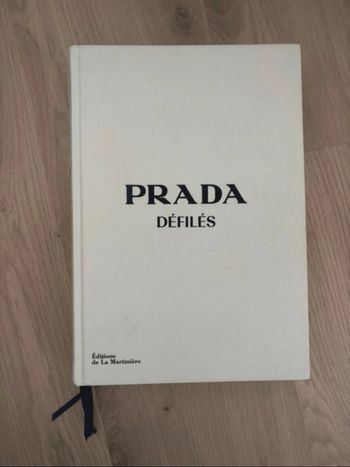 PRADA
DÉFILÉS
Éditions
de La Martinière